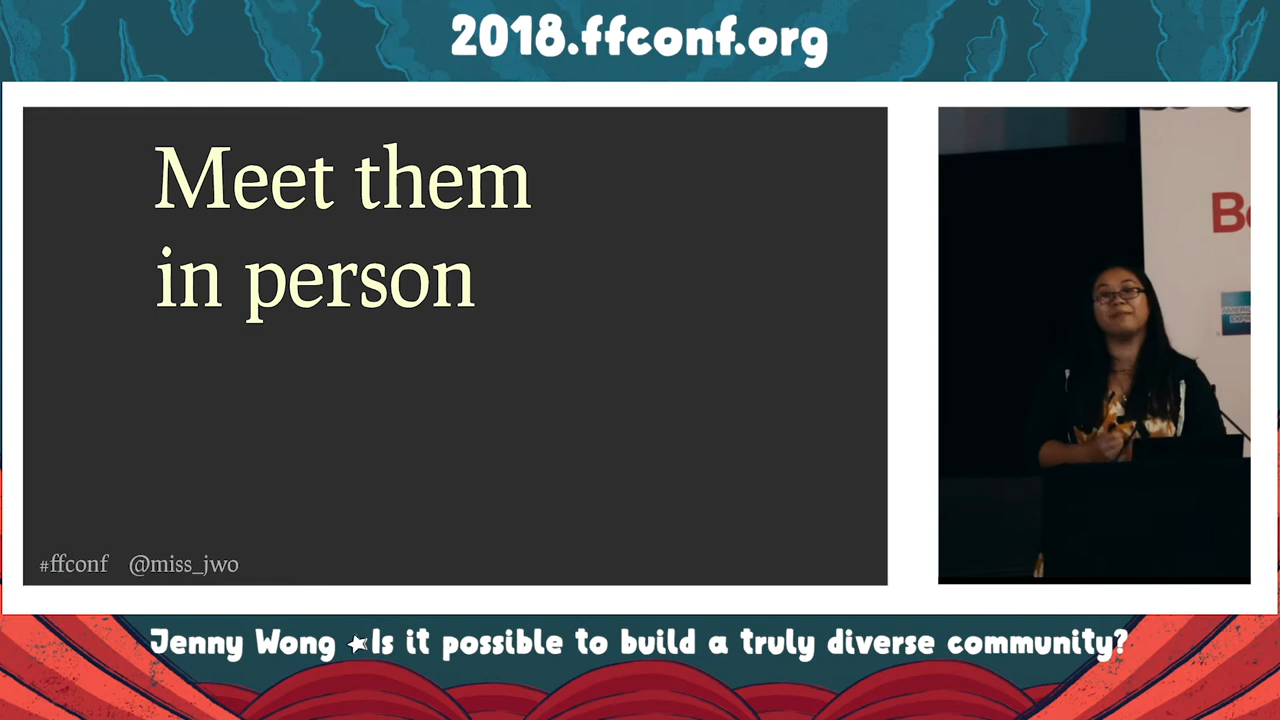 2018.ffconf.org
Meet them
in person
#ffconf @miss_jwo
Jenny Wong ★ Is it possible to build a truly diverse community?